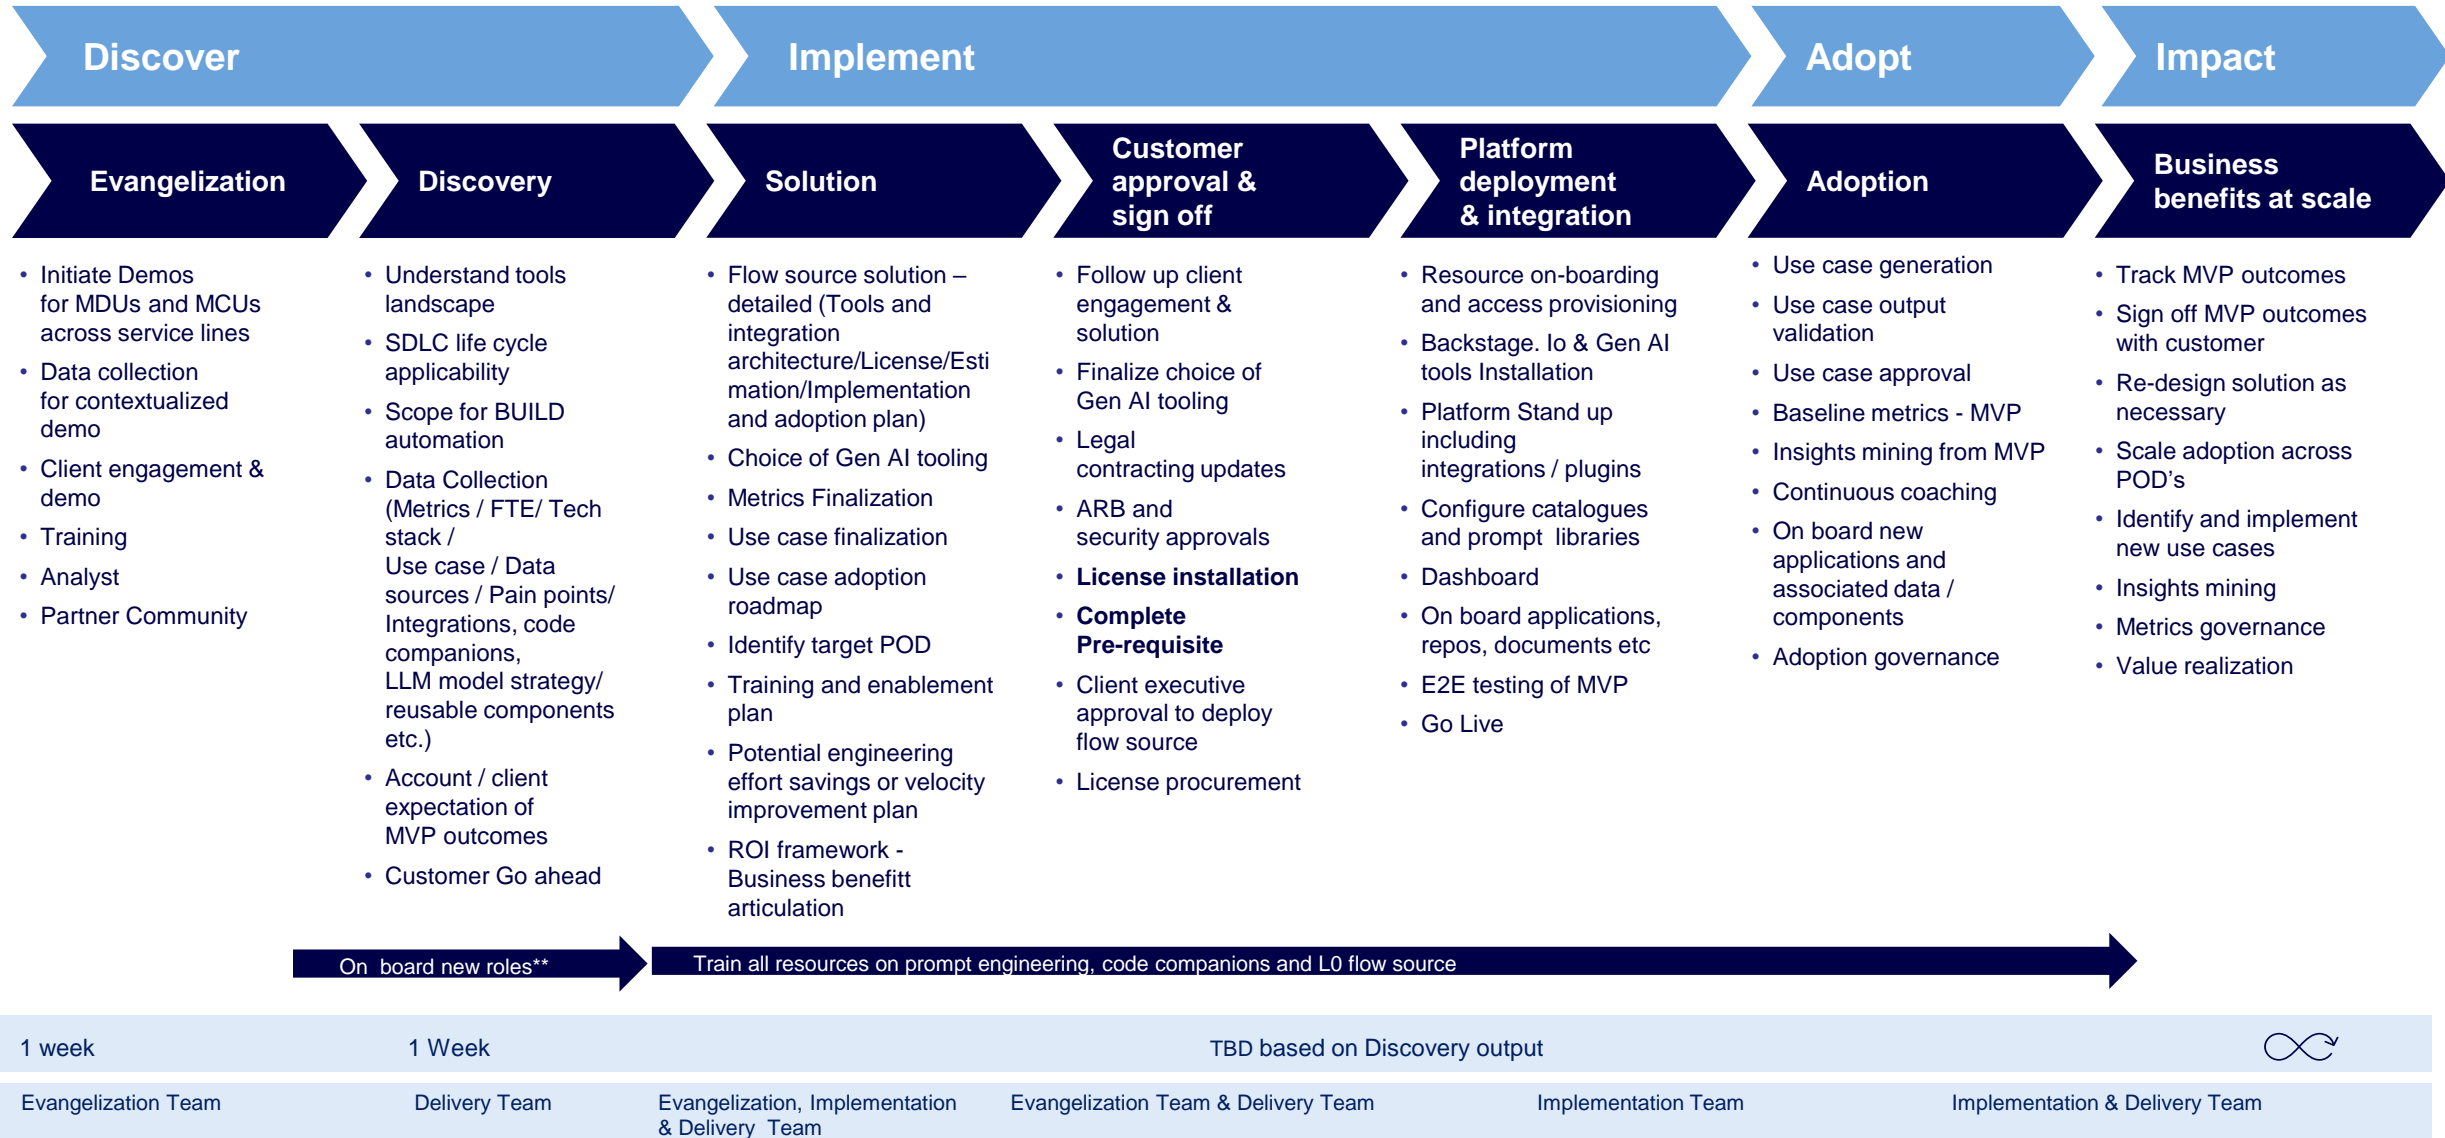 Discover
Implement
Adopt
Impact
Evangelization
Discovery
Solution
Customer
approval &
sign off
Platform
deployment
& integration
Adoption
Business
benefits at scale
• Initiate Demos
for MDUs and MCUs
across service lines
• Data collection
for contextualized
demo
• Client engagement &
demo
• Training
• Analyst
• Partner Community
• Understand tools
landscape
• SDLC life cycle
applicability
• Scope for BUILD
automation
• Data Collection
(Metrics / FTE/ Tech
stack /
Use case / Data
sources / Pain points/
Integrations, code
companions,
LLM model strategy/
reusable components
etc.)
• Account / client
expectation of
MVP outcomes
• Customer Go ahead
• Flow source solution –
detailed (Tools and
integration
architecture/License/Esti
mation/Implementation
and adoption plan)
• Choice of Gen AI tooling
• Metrics Finalization
• Use case finalization
• Use case adoption
roadmap
• Identify target POD
• Training and enablement
plan
• Potential engineering
effort savings or velocity
improvement plan
• ROI framework -
Business benefitt
articulation
• Follow up client
engagement &
solution
• Finalize choice of
Gen AI tooling
• Legal
contracting updates
• ARB and
security approvals
• License installation
• Complete
Pre-requisite
• Client executive
approval to deploy
flow source
• License procurement
• Resource on-boarding
and access provisioning
• Backstage. Io & Gen AI
tools Installation
• Platform Stand up
including
integrations / plugins
• Configure catalogues
and prompt libraries
• Dashboard
• On board applications,
repos, documents etc
• E2E testing of MVP
• Go Live
• Use case generation
• Use case output
validation
• Use case approval
• Baseline metrics - MVP
• Insights mining from MVP
• Continuous coaching
• On board new
applications and
associated data /
components
• Adoption governance
• Track MVP outcomes
• Sign off MVP outcomes
with customer
• Re-design solution as
necessary
• Scale adoption across
POD's
• Identify and implement
new use cases
• Insights mining
• Metrics governance
• Value realization
On board new roles**
Train all resources on prompt engineering, code companions and L0 flow source
1 week
1 Week
TBD based on Discovery output
Evangelization Team
Delivery Team
Evangelization, Implementation
& Delivery Team
Evangelization Team & Delivery Team
Implementation Team
Implementation & Delivery Team